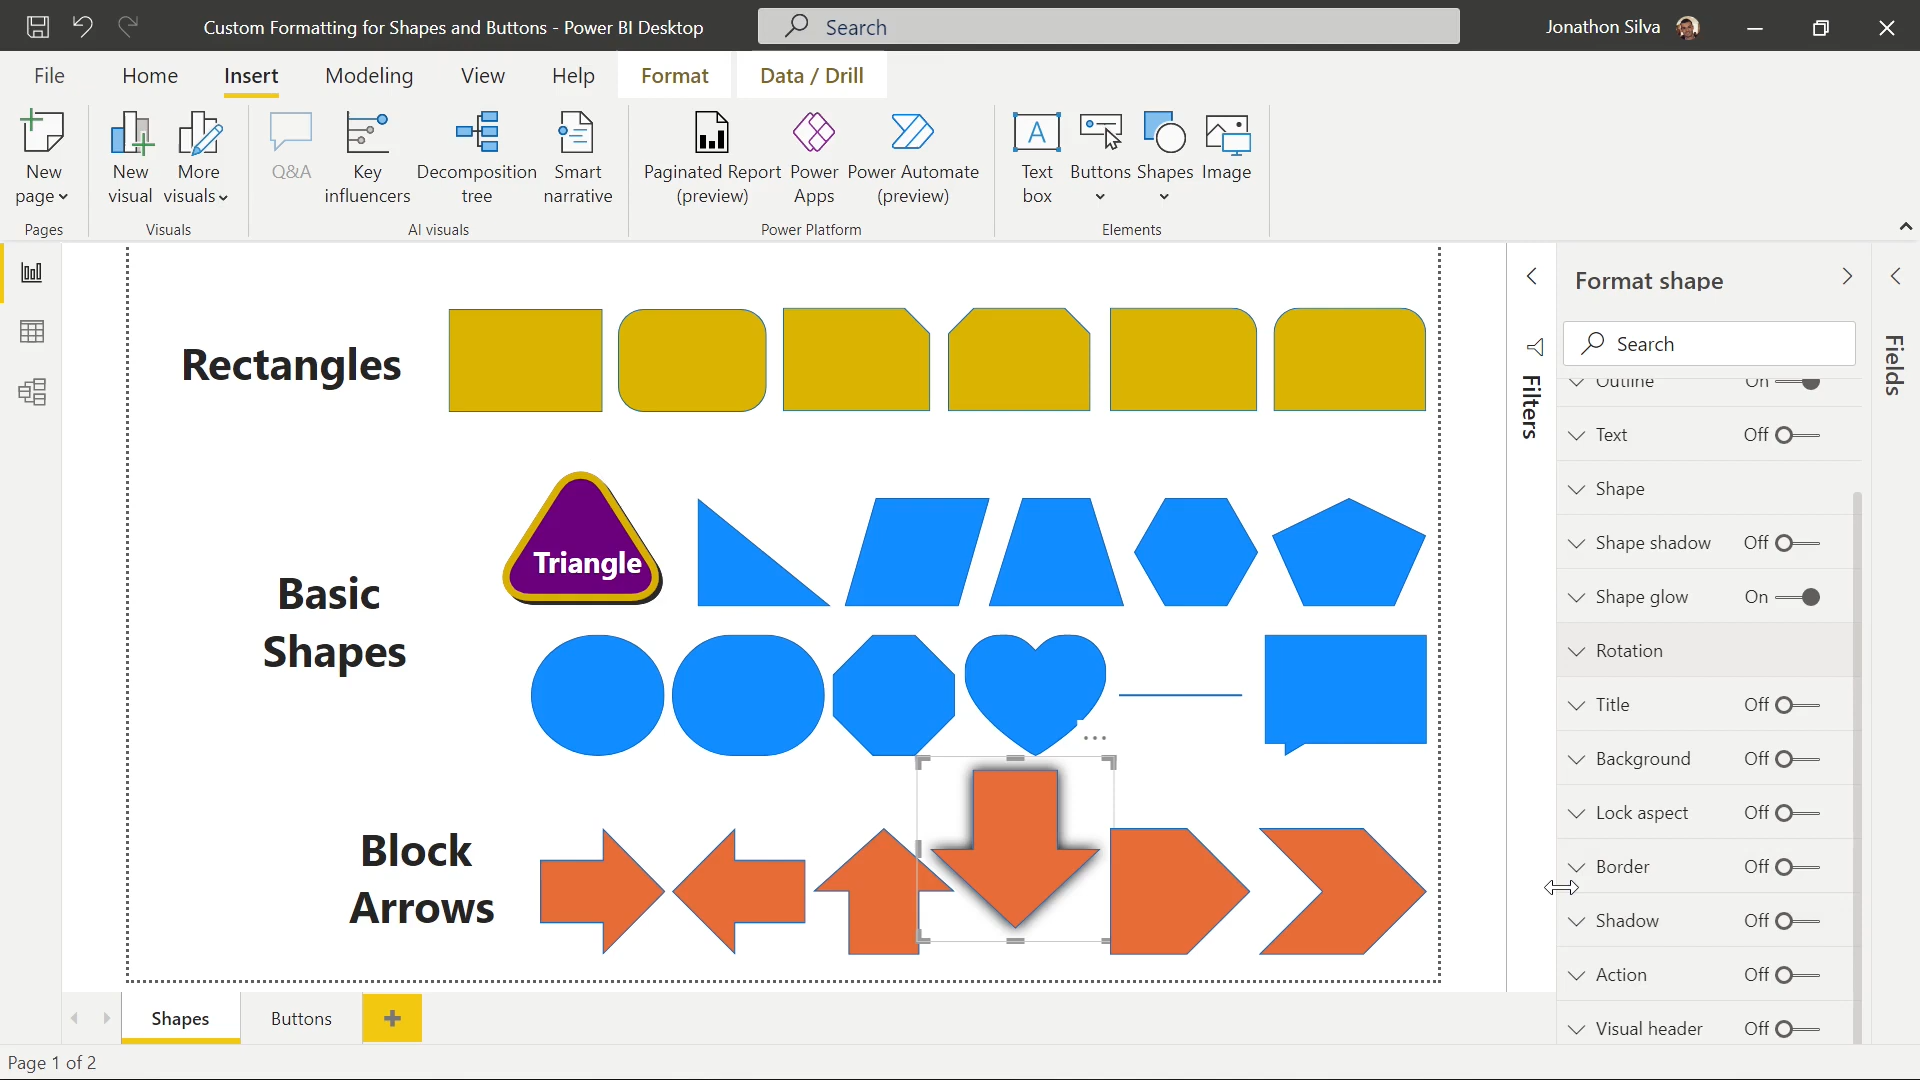 Custom Formatting for Shapes and Buttons - Power BI Desktop
Search
Jonathon Silva
File
Home
Insert
Modeling
View
Help
Format
Data / Drill
New page
New visual
More visuals
Q&A
Key influencers
Decomposition tree
Smart narrative
Paginated Report (preview)
Power Apps
Power Automate (preview)
Text box
Buttons
Shapes
Image
Pages
Visuals
AI visuals
Power Platform
Elements
Rectangles
Triangle
Basic
Shapes
Block
Arrows
Filters
Format shape
Search
Outline On
Text Off
Shape
Shape shadow Off
Shape glow On
Rotation
Title Off
Background Off
Lock aspect Off
Border Off
Shadow Off
Action Off
Visual header Off
Fields
Shapes
Buttons
Page 1 of 2